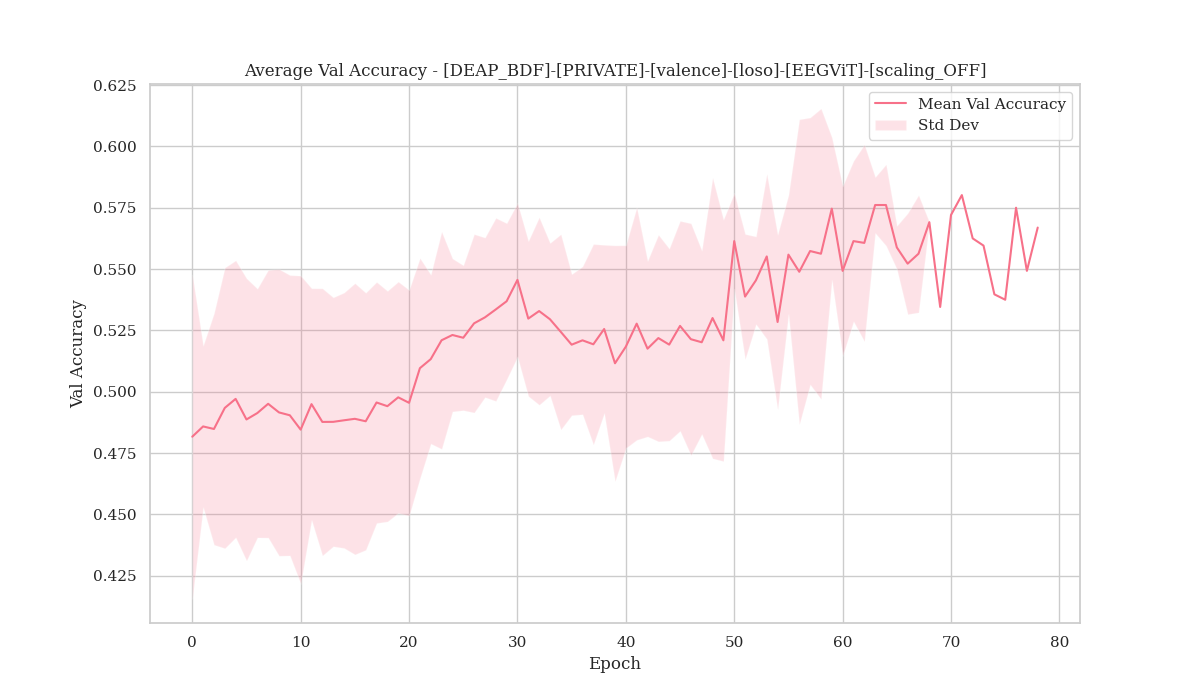 Average Val Accuracy - [DEAP_BDF]-[PRIVATE]-[valence]-[loso]-[EEGViT]-[scaling_OFF]
Mean Val Accuracy
Std Dev
Val Accuracy
0.625
0.600
0.575
0.550
0.525
0.500
0.475
0.450
0.425
0 10 20 30 40 50 60 70 80
Epoch